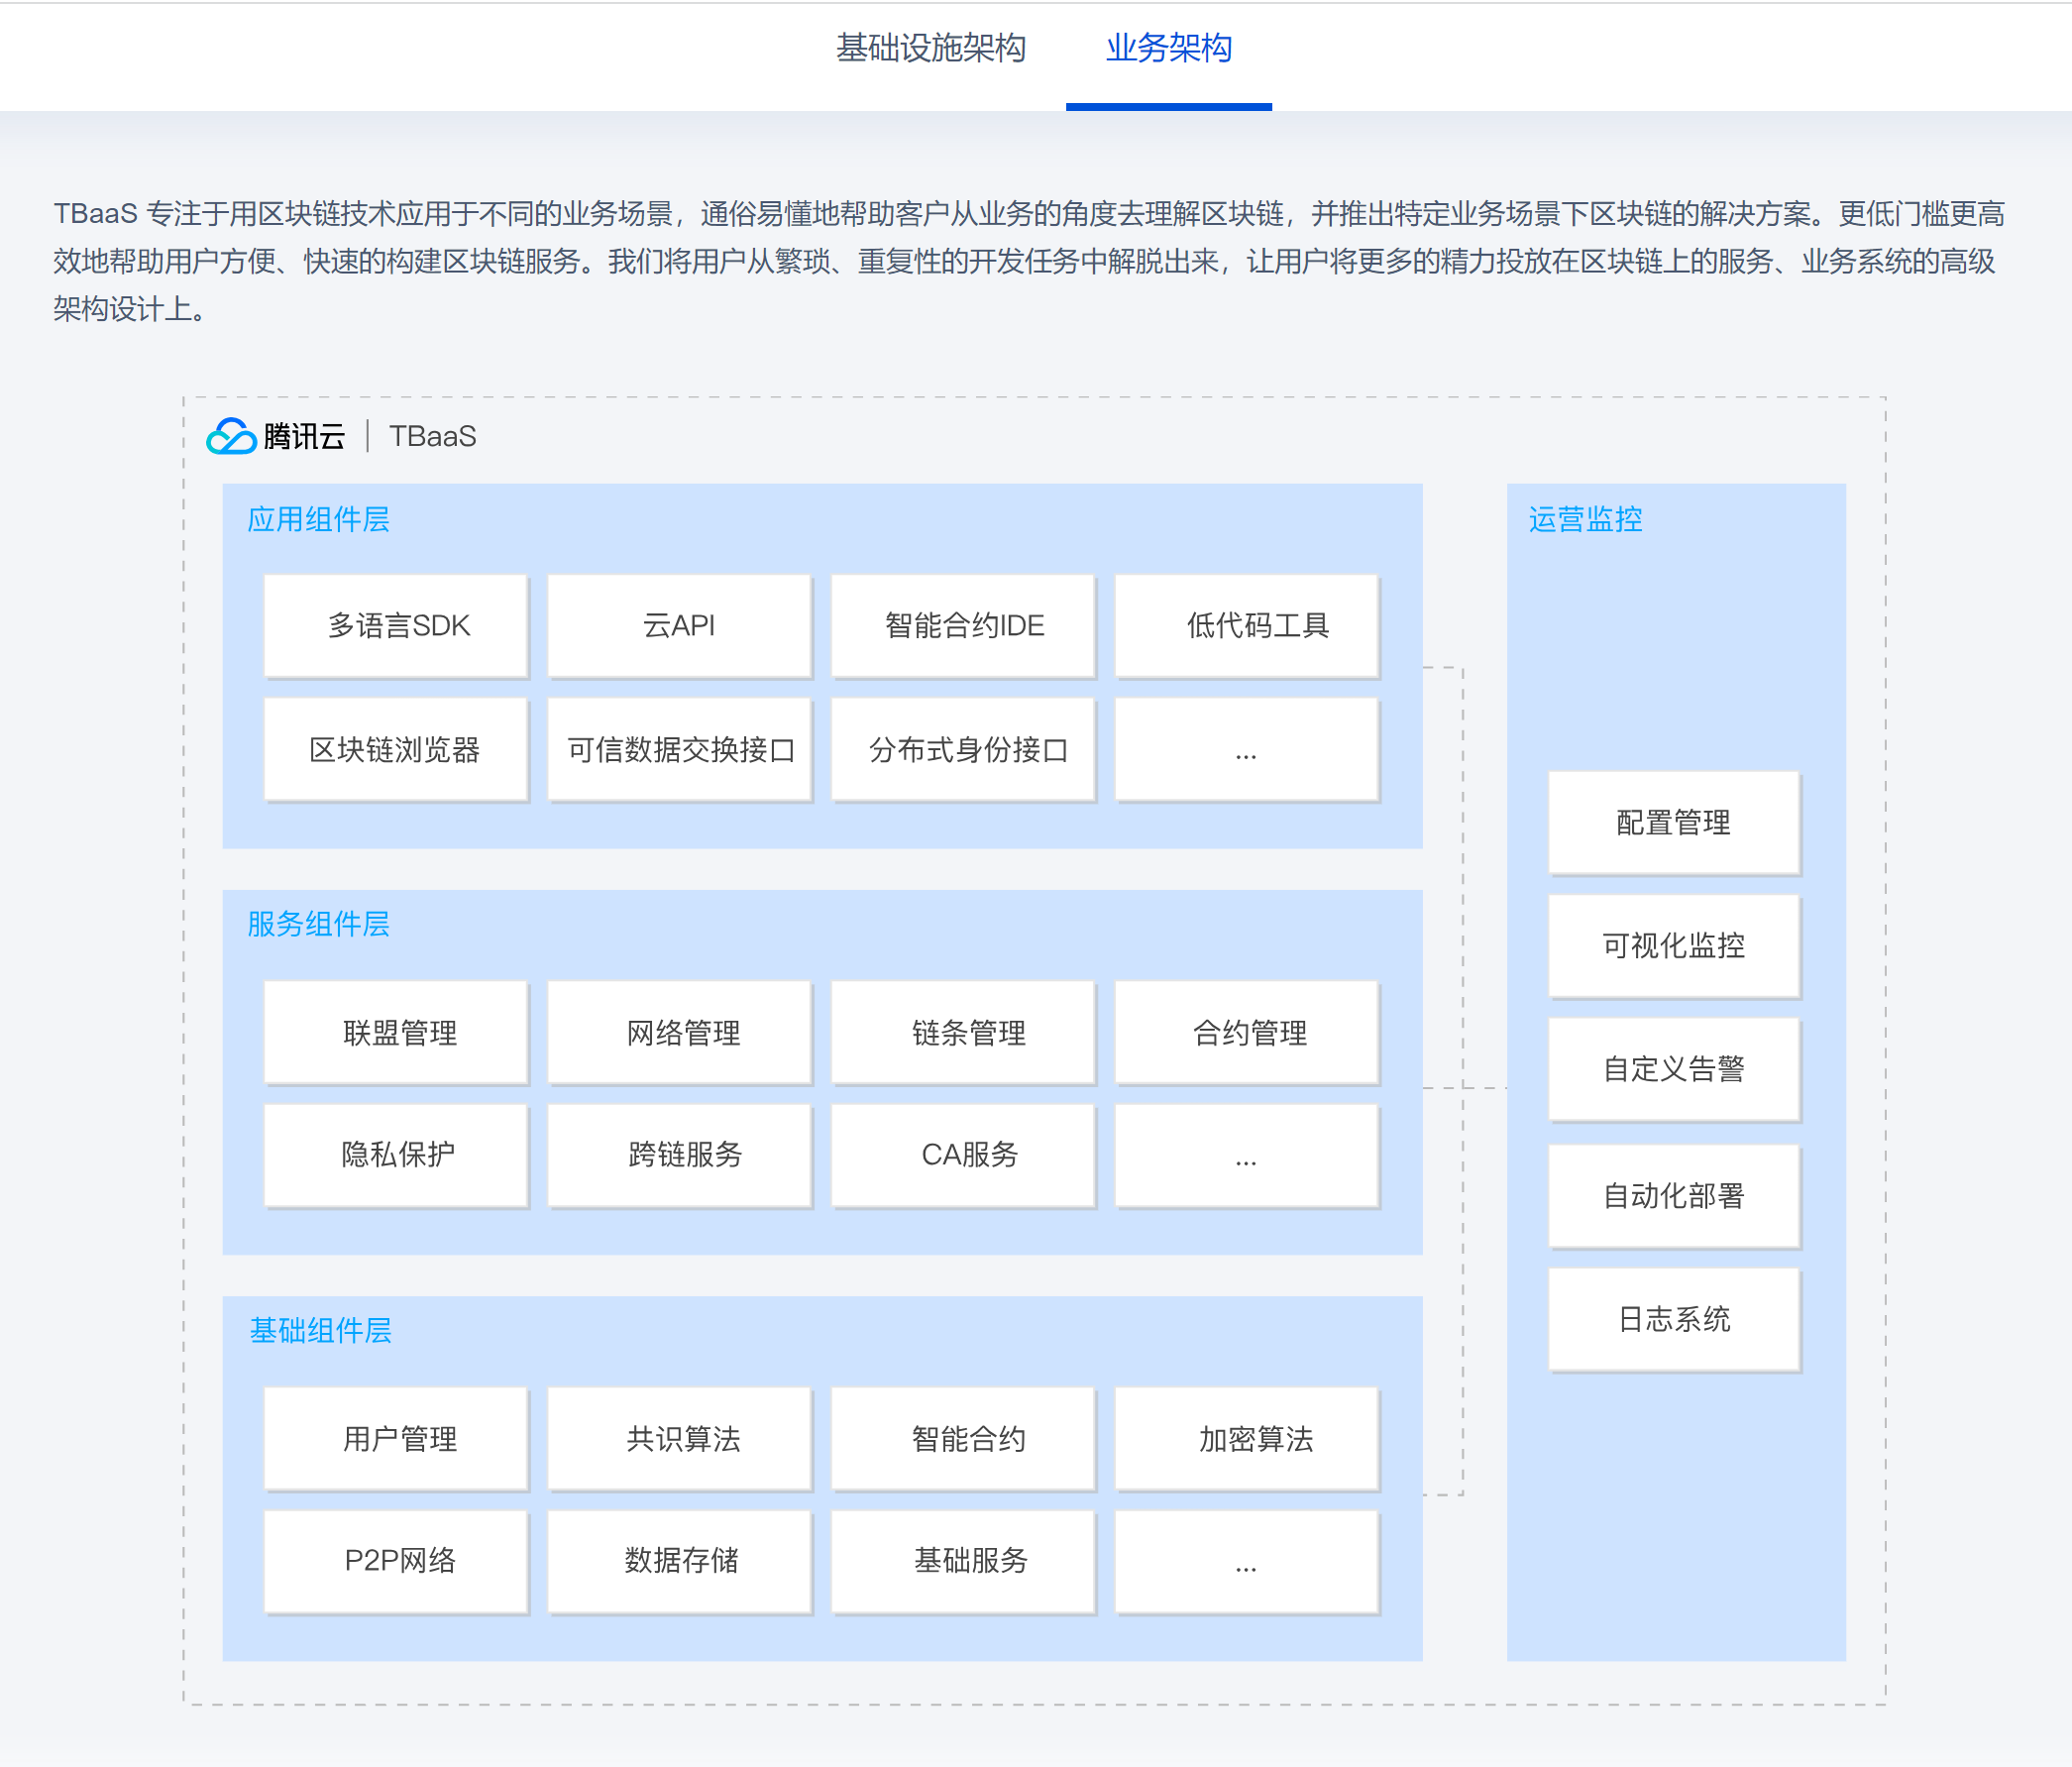 基础设施架构
业务架构
TBaaS 专注于用区块链技术应用于不同的业务场景，通俗易懂地帮助客户从业务的角度去理解区块链，并推出特定业务场景下区块链的解决方案。更低门槛更高
效地帮助用户方便、快速的构建区块链服务。我们将用户从繁琐、重复性的开发任务中解脱出来，让用户将更多的精力投放在区块链上的服务、业务系统的高级
架构设计上。
腾讯云 | TBaaS
应用组件层
多语言SDK
云API
智能合约IDE
低代码工具
区块链浏览器
可信数据交换接口
分布式身份接口
...
服务组件层
联盟管理
网络管理
链条管理
合约管理
隐私保护
跨链服务
CA服务
...
基础组件层
用户管理
共识算法
智能合约
加密算法
P2P网络
数据存储
基础服务
...
运营监控
配置管理
可视化监控
自定义告警
自动化部署
日志系统